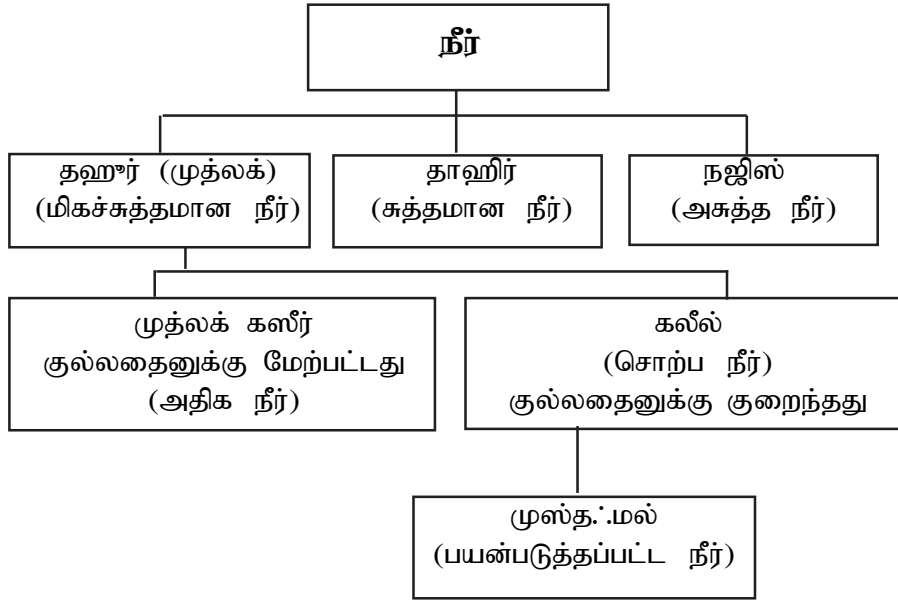 நீர்
தஹுர் (முத்லக்)
(மிகச்சுத்தமான நீர்)
தாஹிர்
(சுத்தமான நீர்)
நஜிஸ்
(அசுத்த நீர்)
முத்லக் கஸீர்
குல்லதைனுக்கு மேற்பட்டது
(அதிக நீர்)
கலீல்
(சொற்ப நீர்)
குல்லதைனுக்கு குறைந்தது
முஸ்தஃமல்
(பயன்படுத்தப்பட்ட நீர்)